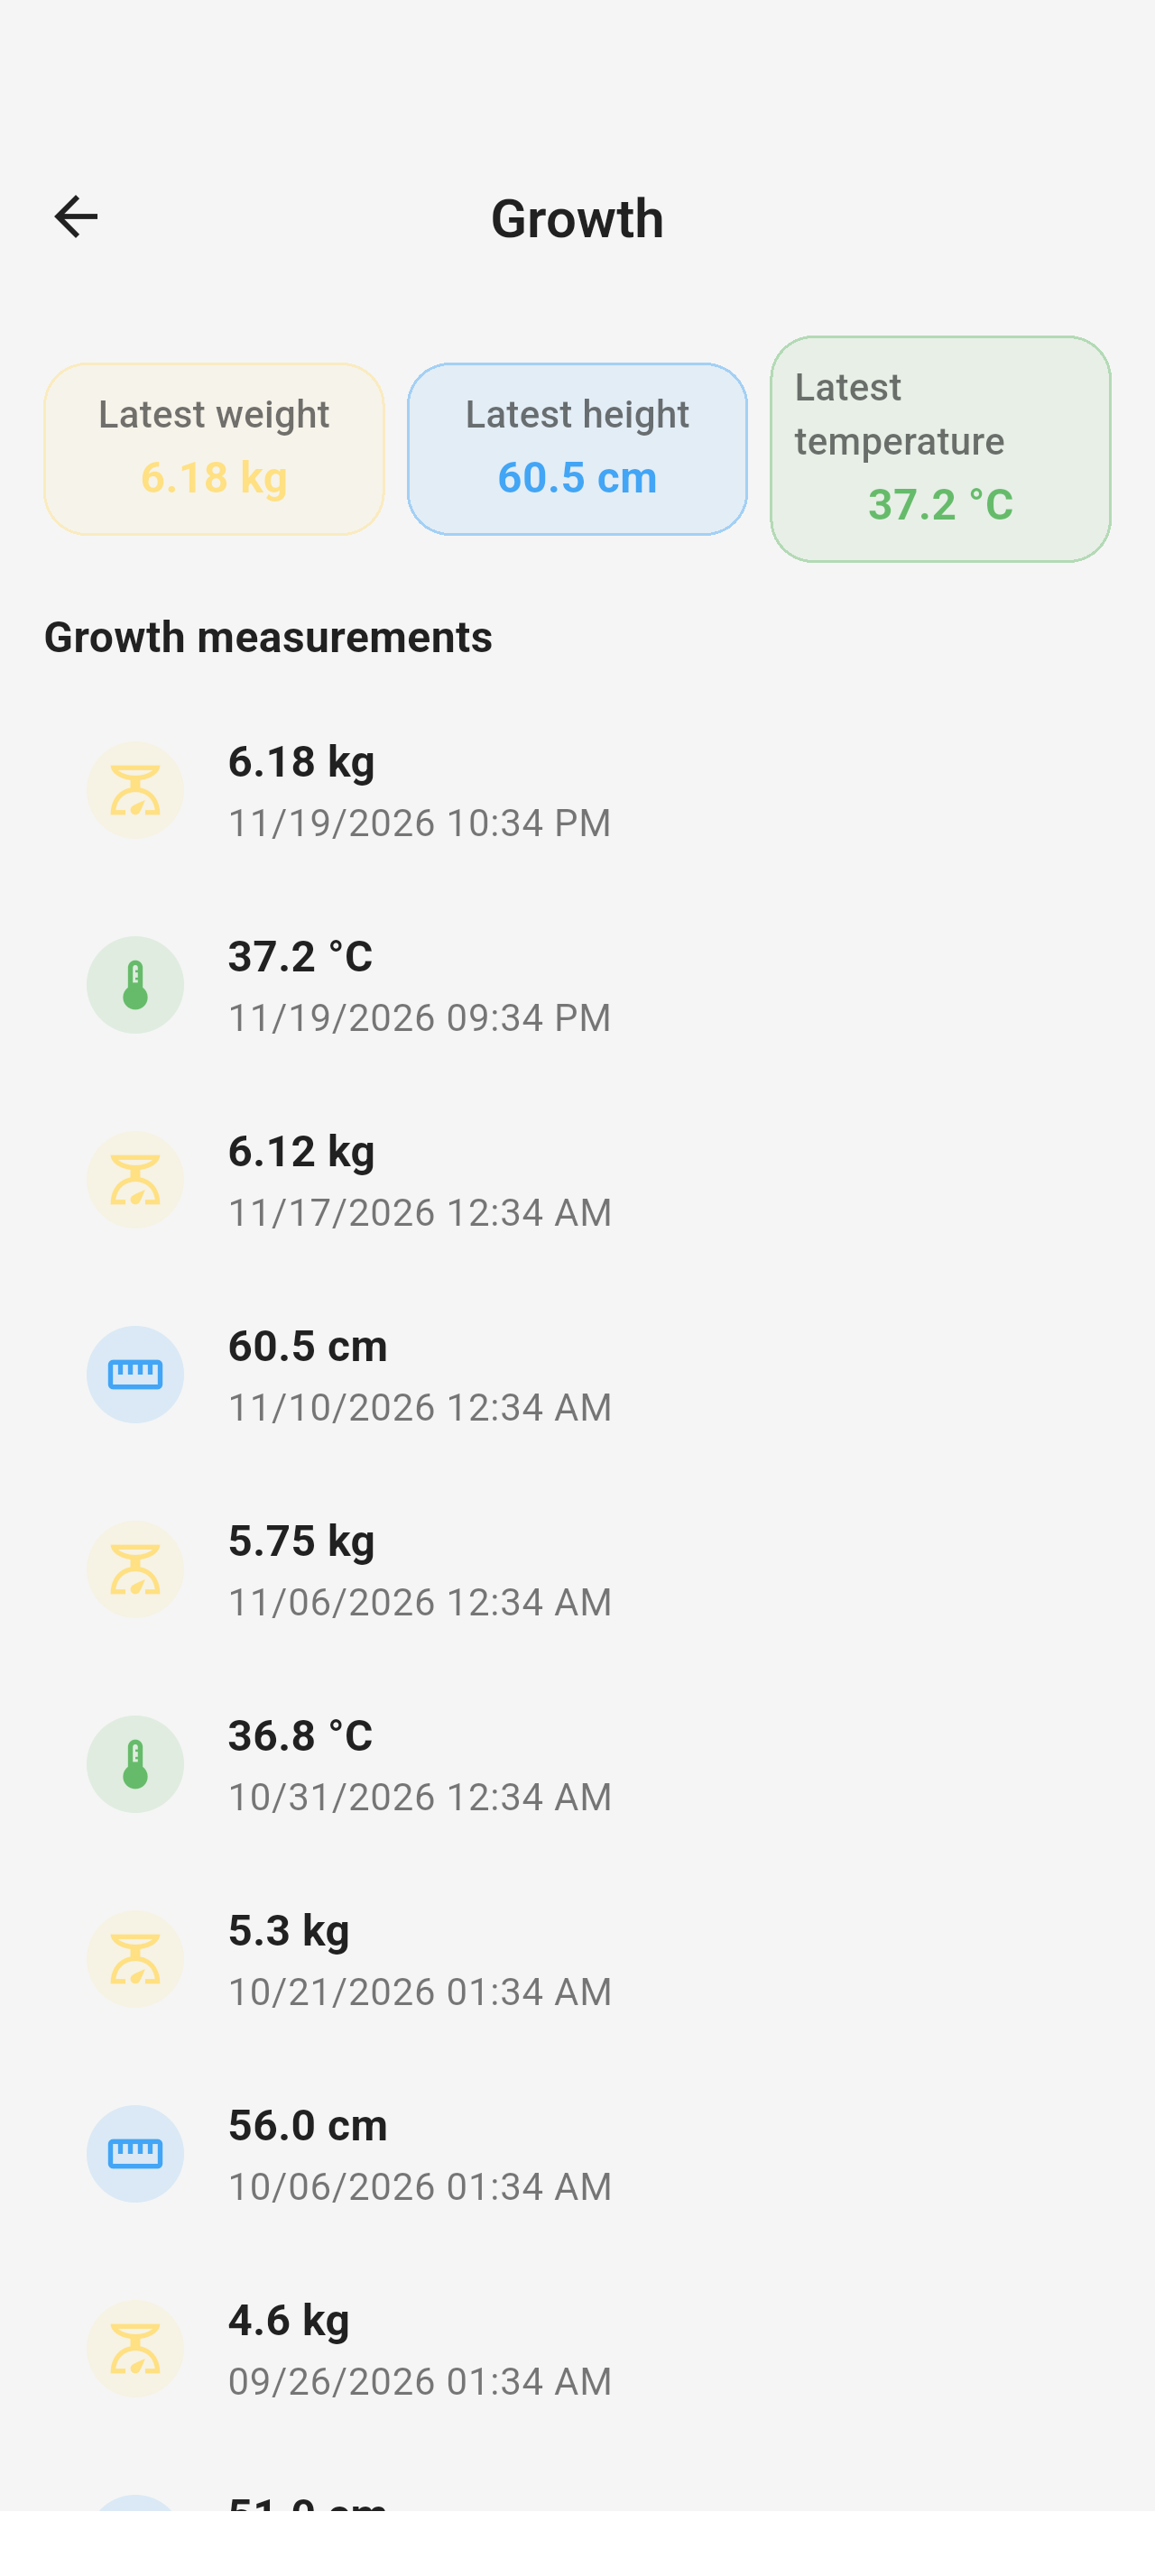 Growth
Latest weight
6.18 kg
Latest height
60.5 cm
Latest
temperature
37.2 °C
Growth measurements
6.18 kg
11/19/2026 10:34 PM
37.2 °C
11/19/2026 09:34 PM
6.12 kg
11/17/2026 12:34 AM
60.5 cm
11/10/2026 12:34 AM
5.75 kg
11/06/2026 12:34 AM
36.8 °C
10/31/2026 12:34 AM
5.3 kg
10/21/2026 01:34 AM
56.0 cm
10/06/2026 01:34 AM
4.6 kg
09/26/2026 01:34 AM